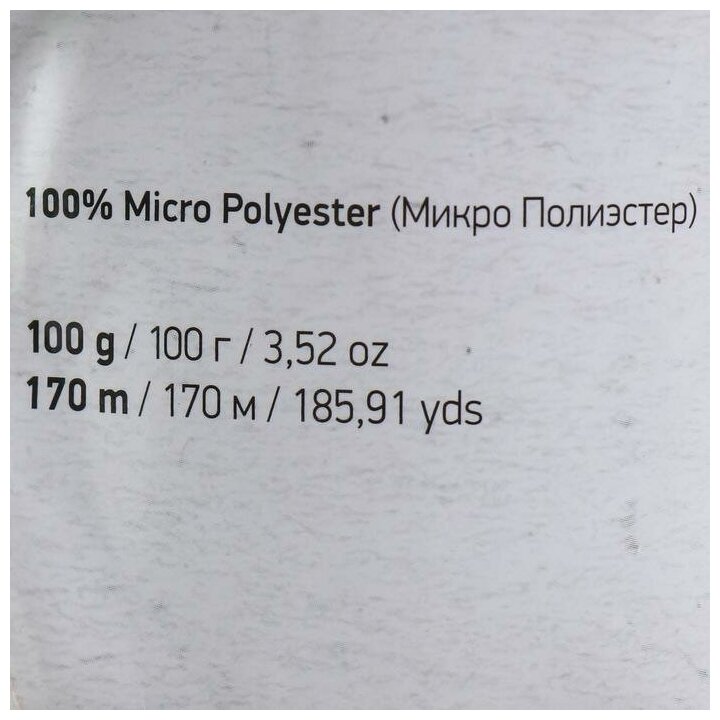 100% Micro Polyester (Микро Полиэстер)
100 g / 100 г / 3,52 oz
170 m / 170 м / 185,91 yds